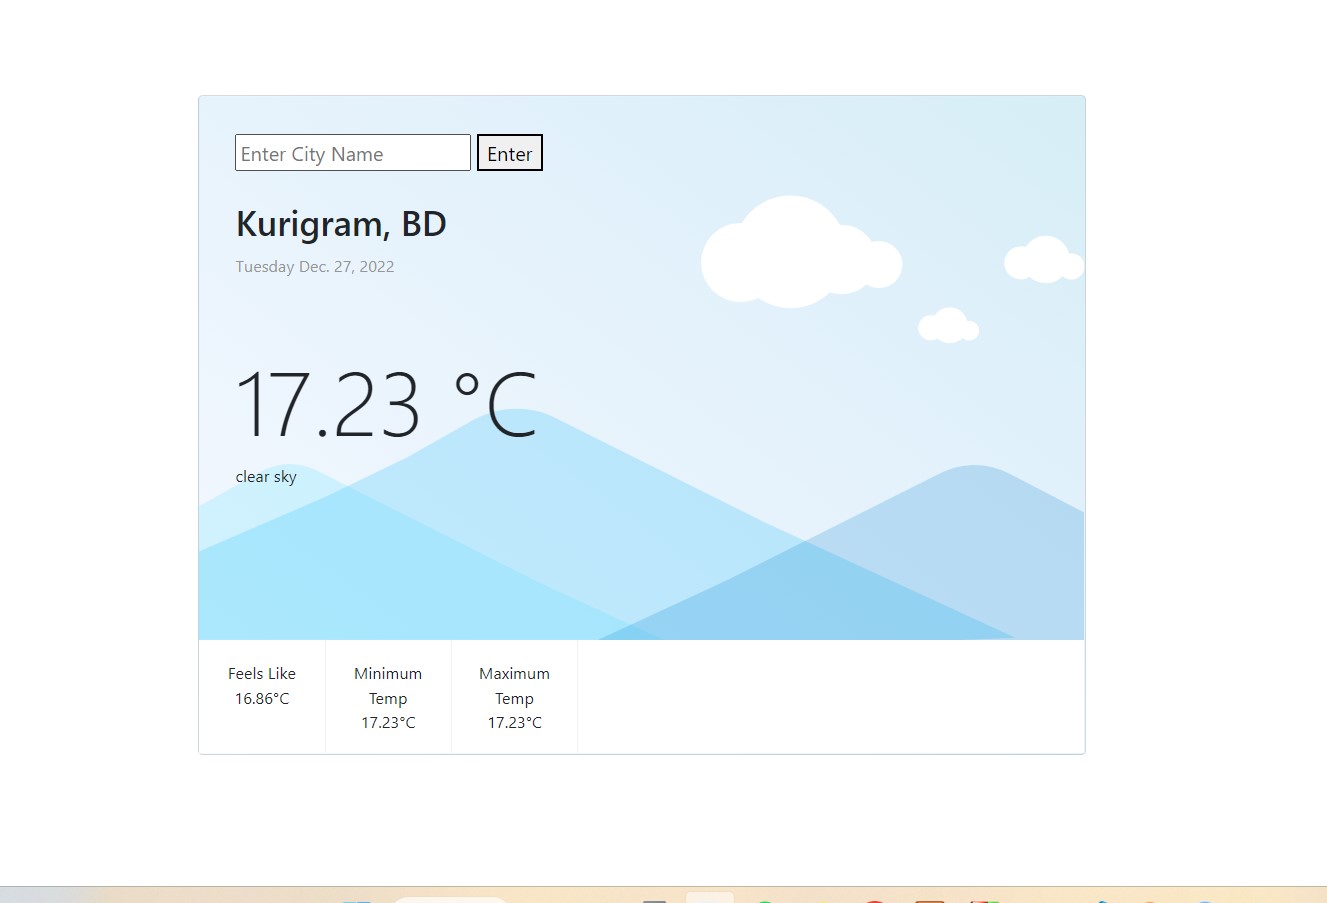 Enter City Name
Enter
Kurigram, BD
Tuesday Dec. 27, 2022
17.23 °C
clear sky
Feels Like
16.86°C
Minimum
Temp
17.23°C
Maximum
Temp
17.23°C